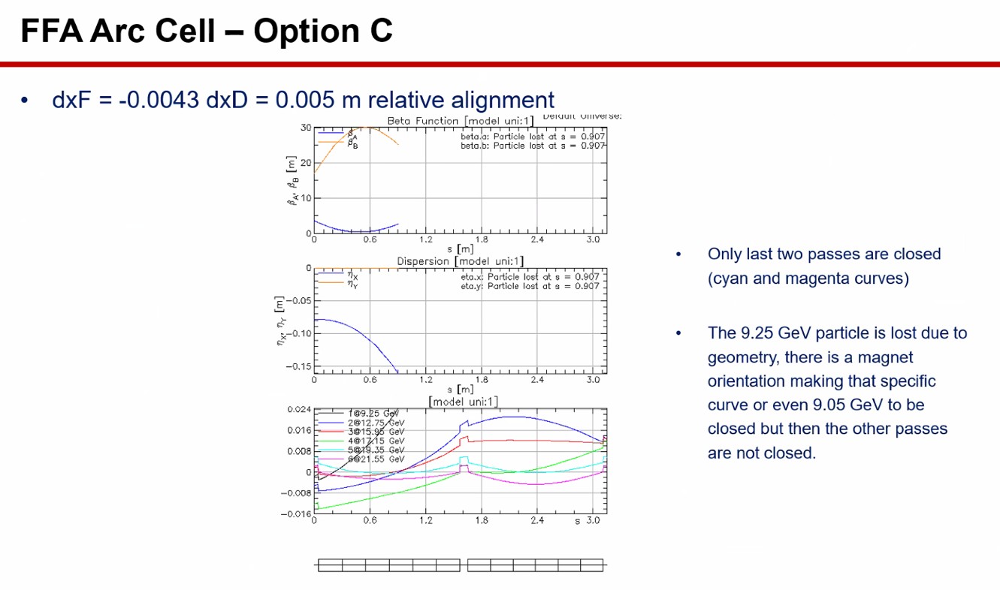 FFA Arc Cell – Option C
• dxF = -0.0043 dxD = 0.005 m relative alignment
Default Universe:
Beta Function [model uni:1]
30
20
10
0
β_A, β_B [m]
β_A
β_B
beta.a: Particle lost at s = 0.907
beta.b: Particle lost at s = 0.907
0 0.6 1.2 1.8 2.4 3.0
s [m]
Dispersion [model uni:1]
0
−0.05
−0.10
−0.15
η_X, η_Y [m]
η_X
η_Y
eta.x: Particle lost at s = 0.907
eta.y: Particle lost at s = 0.907
0 0.6 1.2 1.8 2.4 3.0
s [m]
[model uni:1]
0.024
0.016
0.008
0
−0.008
−0.016
1@9.25 GeV
2@12.75 GeV
3@15.95 GeV
4@17.15 GeV
5@19.35 GeV
6@21.55 GeV
0 0.6 1.2 1.8 2.4 s 3.0
• Only last two passes are closed
(cyan and magenta curves)
• The 9.25 GeV particle is lost due to
geometry, there is a magnet
orientation making that specific
curve or even 9.05 GeV to be
closed but then the other passes
are not closed.